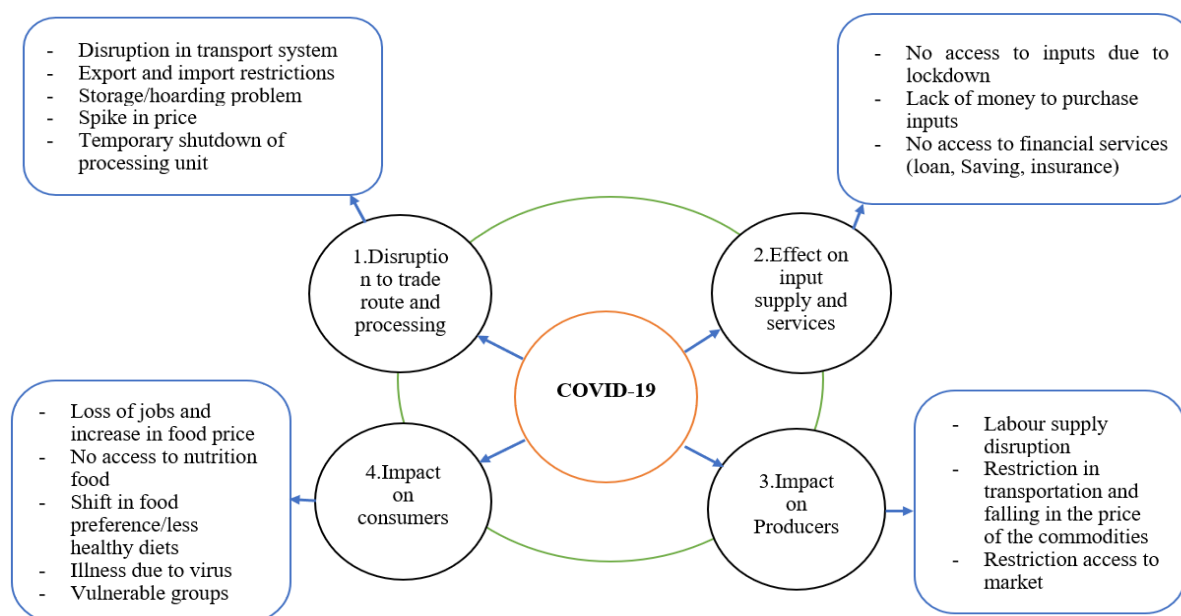 - Disruption in transport system
- Export and import restrictions
- Storage/hoarding problem
- Spike in price
- Temporary shutdown of
processing unit
- No access to inputs due to
lockdown
- Lack of money to purchase
inputs
- No access to financial services
(loan, Saving, insurance)
1.Disruptio
n to trade
route and
processing
2.Effect on
input
supply and
services
COVID-19
- Loss of jobs and
increase in food price
- No access to nutrition
food
- Shift in food
preference/less
healthy diets
- Illness due to virus
- Vulnerable groups
4.Impact
on
consumers
3.Impact
on
Producers
- Labour supply
disruption
- Restriction in
transportation and
falling in the price
of the commodities
- Restriction access to
market